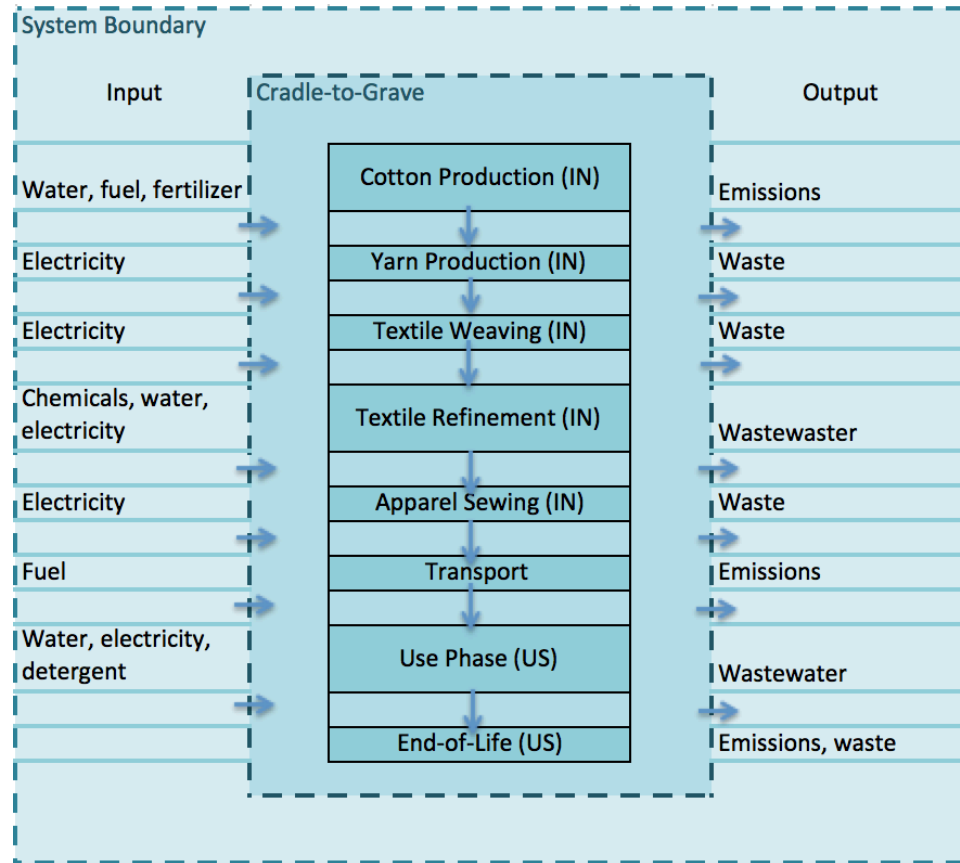 System Boundary
Input
Cradle-to-Grave
Output
Cotton Production (IN)
Water, fuel, fertilizer
Emissions
Electricity
Yarn Production (IN)
Waste
Electricity
Textile Weaving (IN)
Waste
Chemicals, water,
electricity
Textile Refinement (IN)
Wastewaster
Electricity
Apparel Sewing (IN)
Waste
Fuel
Transport
Emissions
Water, electricity,
detergent
Use Phase (US)
Wastewater
End-of-Life (US)
Emissions, waste